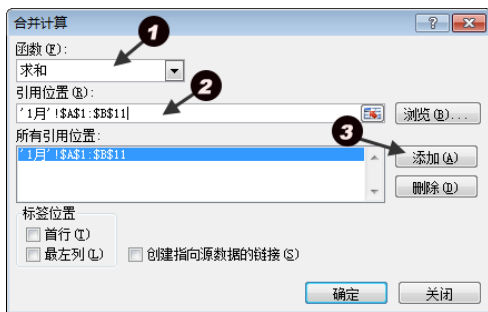 合并计算
函数(F):
1
求和
引用位置(R):
2
'1月'!$A$1:$B$11
浏览(B)...
所有引用位置:
3
'1月'!$A$1:$B$11
添加(A)
删除(D)
标签位置
首行(T)
最左列(L)
创建指向源数据的链接(S)
确定
关闭